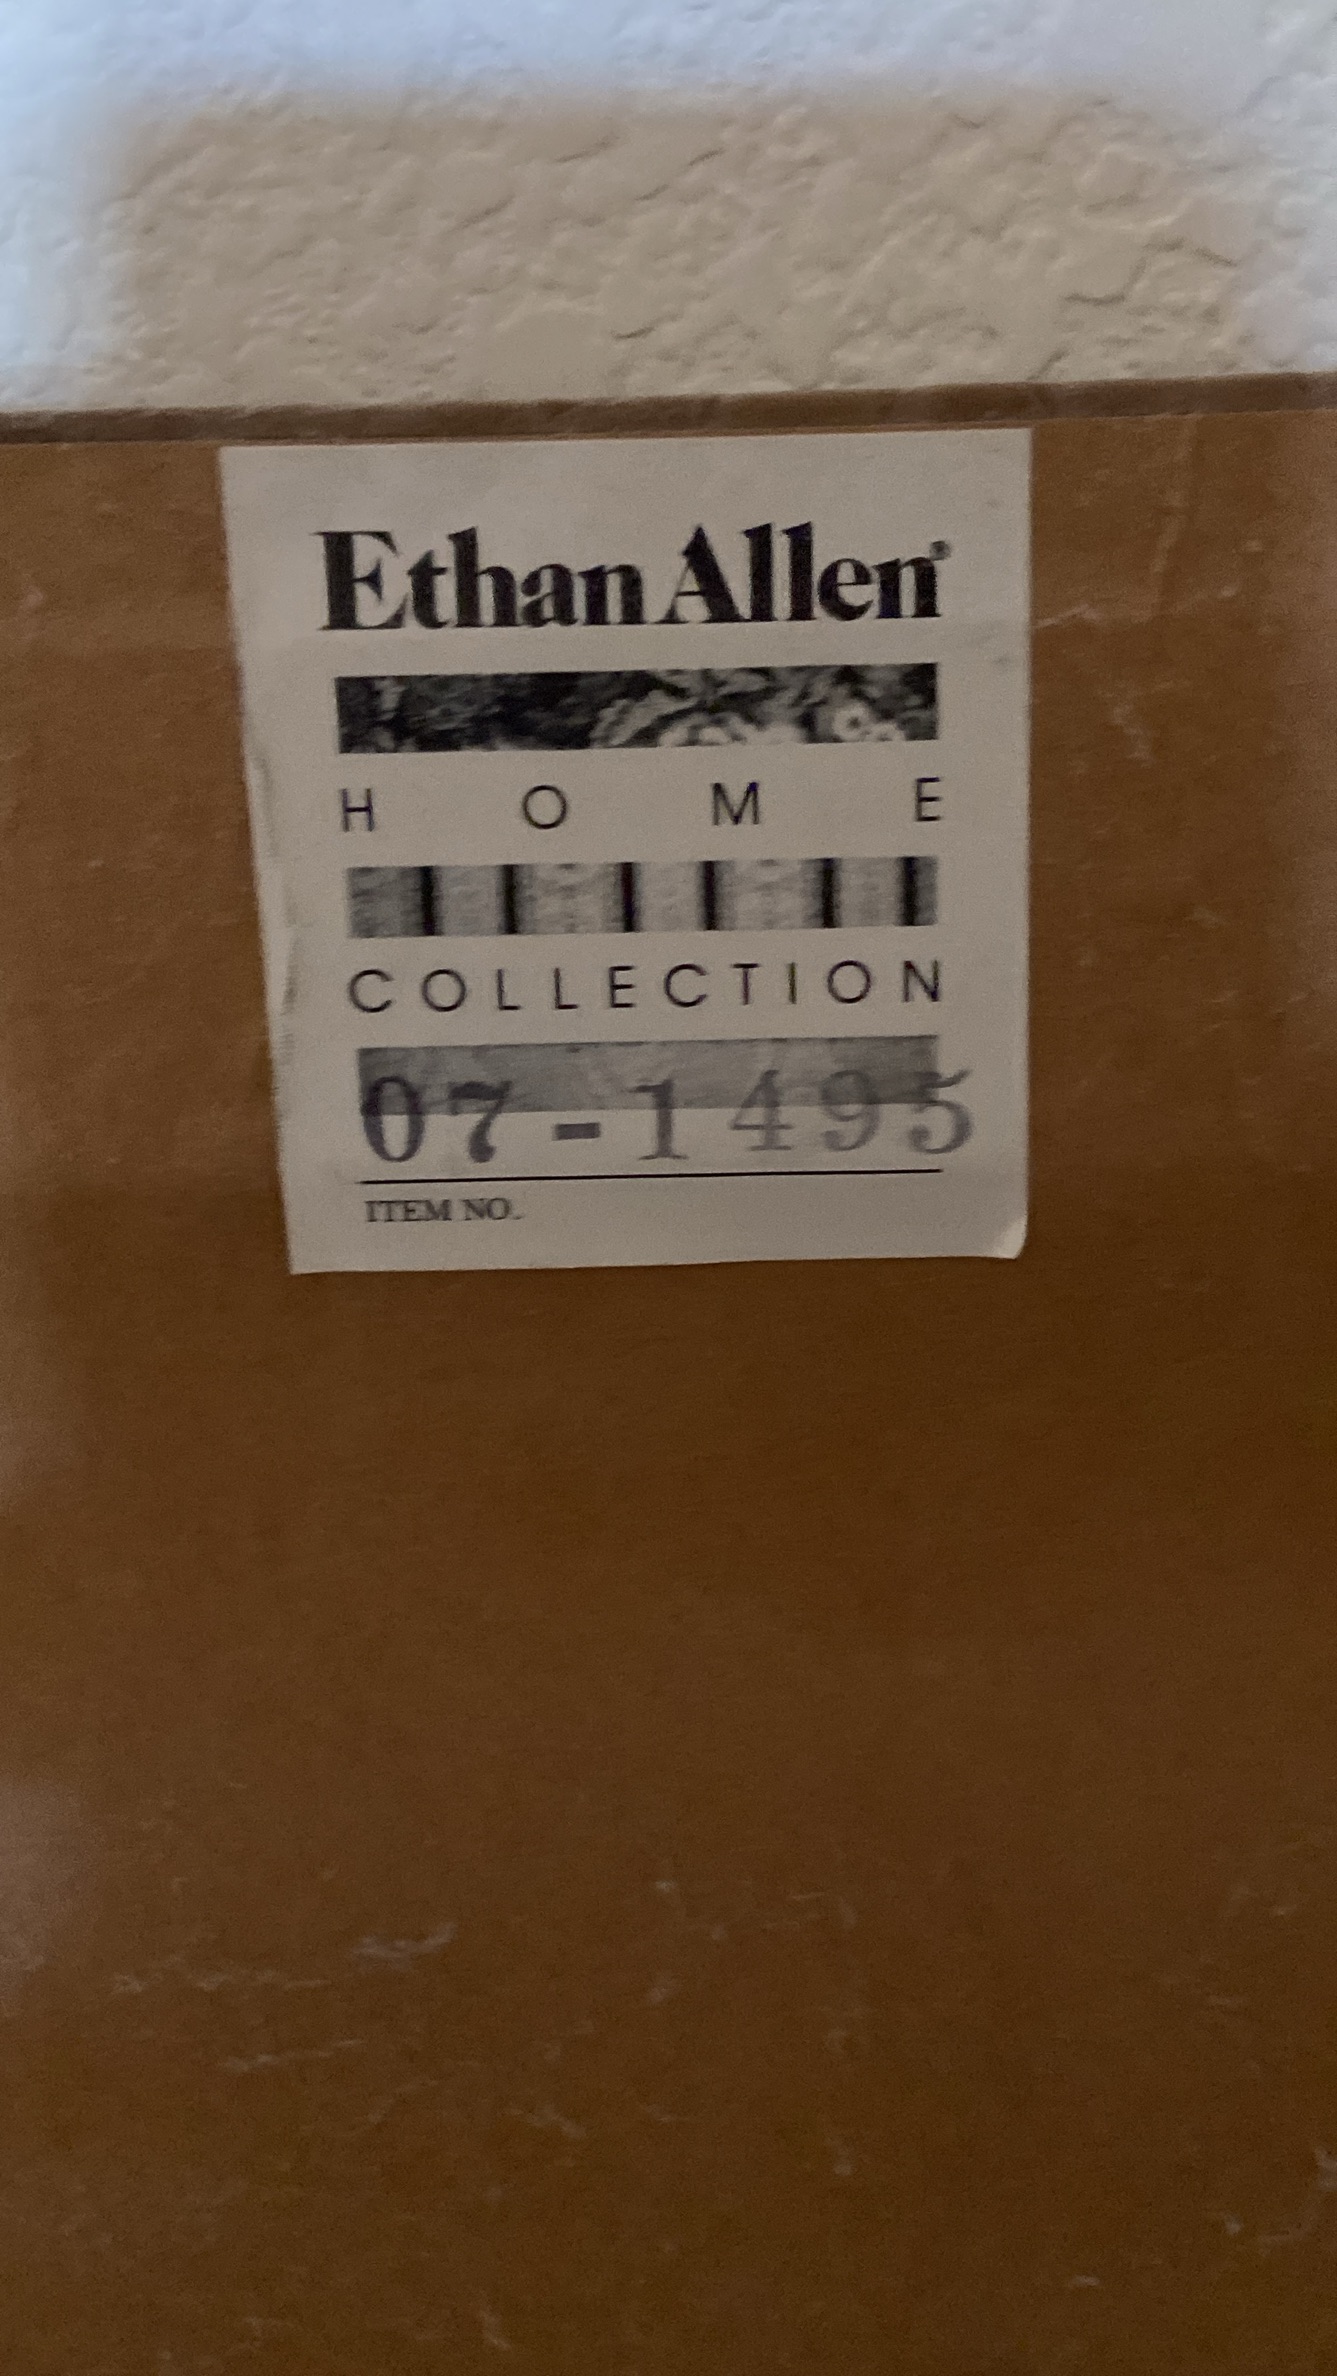 Ethan Allen®
HOME
COLLECTION
07-1495
ITEM NO.